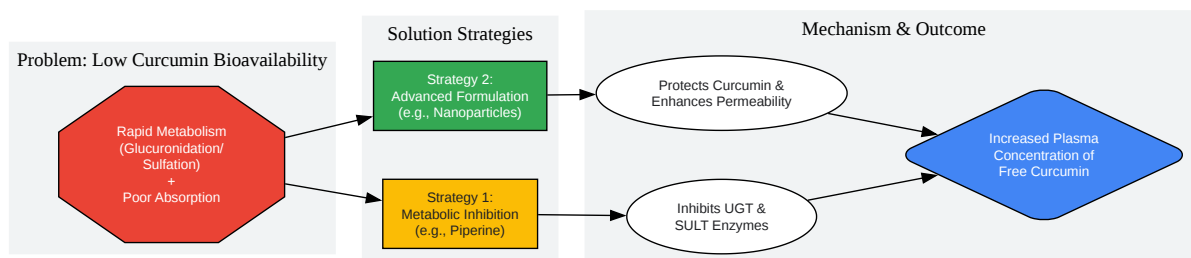 Problem: Low Curcumin Bioavailability
Rapid Metabolism
(Glucuronidation/
Sulfation)
+
Poor Absorption
Solution Strategies
Strategy 2:
Advanced Formulation
(e.g., Nanoparticles)
Strategy 1:
Metabolic Inhibition
(e.g., Piperine)
Mechanism & Outcome
Protects Curcumin &
Enhances Permeability
Inhibits UGT &
SULT Enzymes
Increased Plasma
Concentration of
Free Curcumin